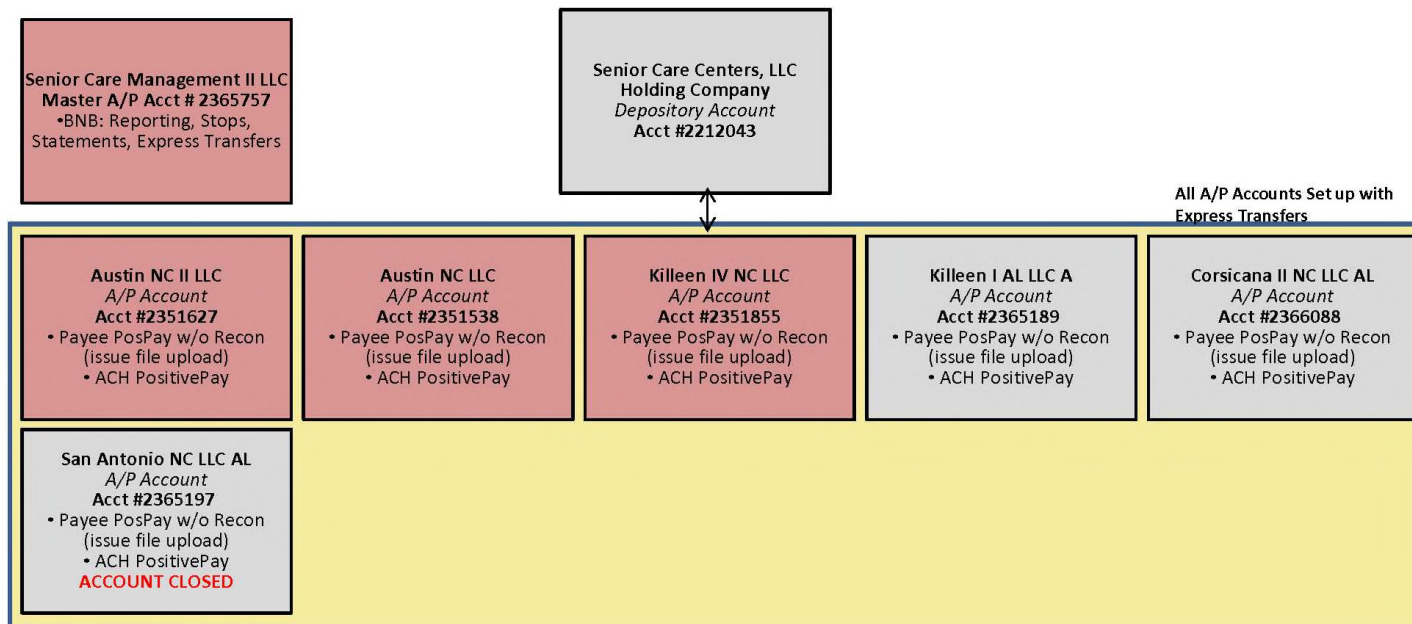 Senior Care Management II LLC
Master A/P Acct # 2365757
•BNB: Reporting, Stops,
Statements, Express Transfers
Senior Care Centers, LLC
Holding Company
Depository Account
Acct #2212043
All A/P Accounts Set up with
Express Transfers
Austin NC II LLC
A/P Account
Acct #2351627
• Payee PosPay w/o Recon
(issue file upload)
• ACH PositivePay
Austin NC LLC
A/P Account
Acct #2351538
• Payee PosPay w/o Recon
(issue file upload)
• ACH PositivePay
Killeen IV NC LLC
A/P Account
Acct #2351855
• Payee PosPay w/o Recon
(issue file upload)
• ACH PositivePay
Killeen I AL LLC A
A/P Account
Acct #2365189
• Payee PosPay w/o Recon
(issue file upload)
• ACH PositivePay
Corsicana II NC LLC AL
A/P Account
Acct #2366088
• Payee PosPay w/o Recon
(issue file upload)
• ACH PositivePay
San Antonio NC LLC AL
A/P Account
Acct #2365197
• Payee PosPay w/o Recon
(issue file upload)
• ACH PositivePay
ACCOUNT CLOSED